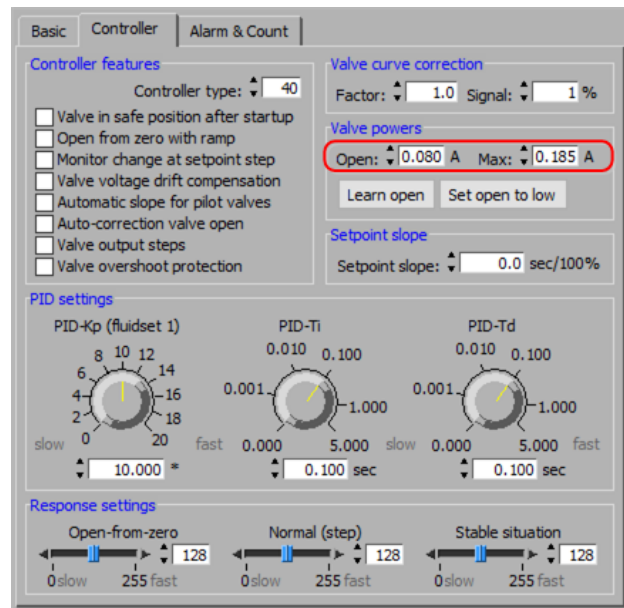 Basic Controller Alarm & Count
Controller features
Controller type: 40
Valve in safe position after startup
Open from zero with ramp
Monitor change at setpoint step
Valve voltage drift compensation
Automatic slope for pilot valves
Auto-correction valve open
Valve output steps
Valve overshoot protection
Valve curve correction
Factor: 1.0 Signal: 1 %
Valve powers
Open: 0.080 A Max: 0.185 A
Learn open Set open to low
Setpoint slope
Setpoint slope: 0.0 sec/100%
PID settings
PID-Kp (fluidset 1)
0 2 4 6 8 10 12 14 16 18 20
slow fast
10.000 *
PID-Ti
0.000 0.001 0.010 0.100 1.000 5.000
0.100 sec
PID-Td
0.000 0.001 0.010 0.100 1.000 5.000
slow fast
0.100 sec
Response settings
Open-from-zero
128
0 slow 255 fast
Normal (step)
128
0 slow 255 fast
Stable situation
128
0 slow 255 fast